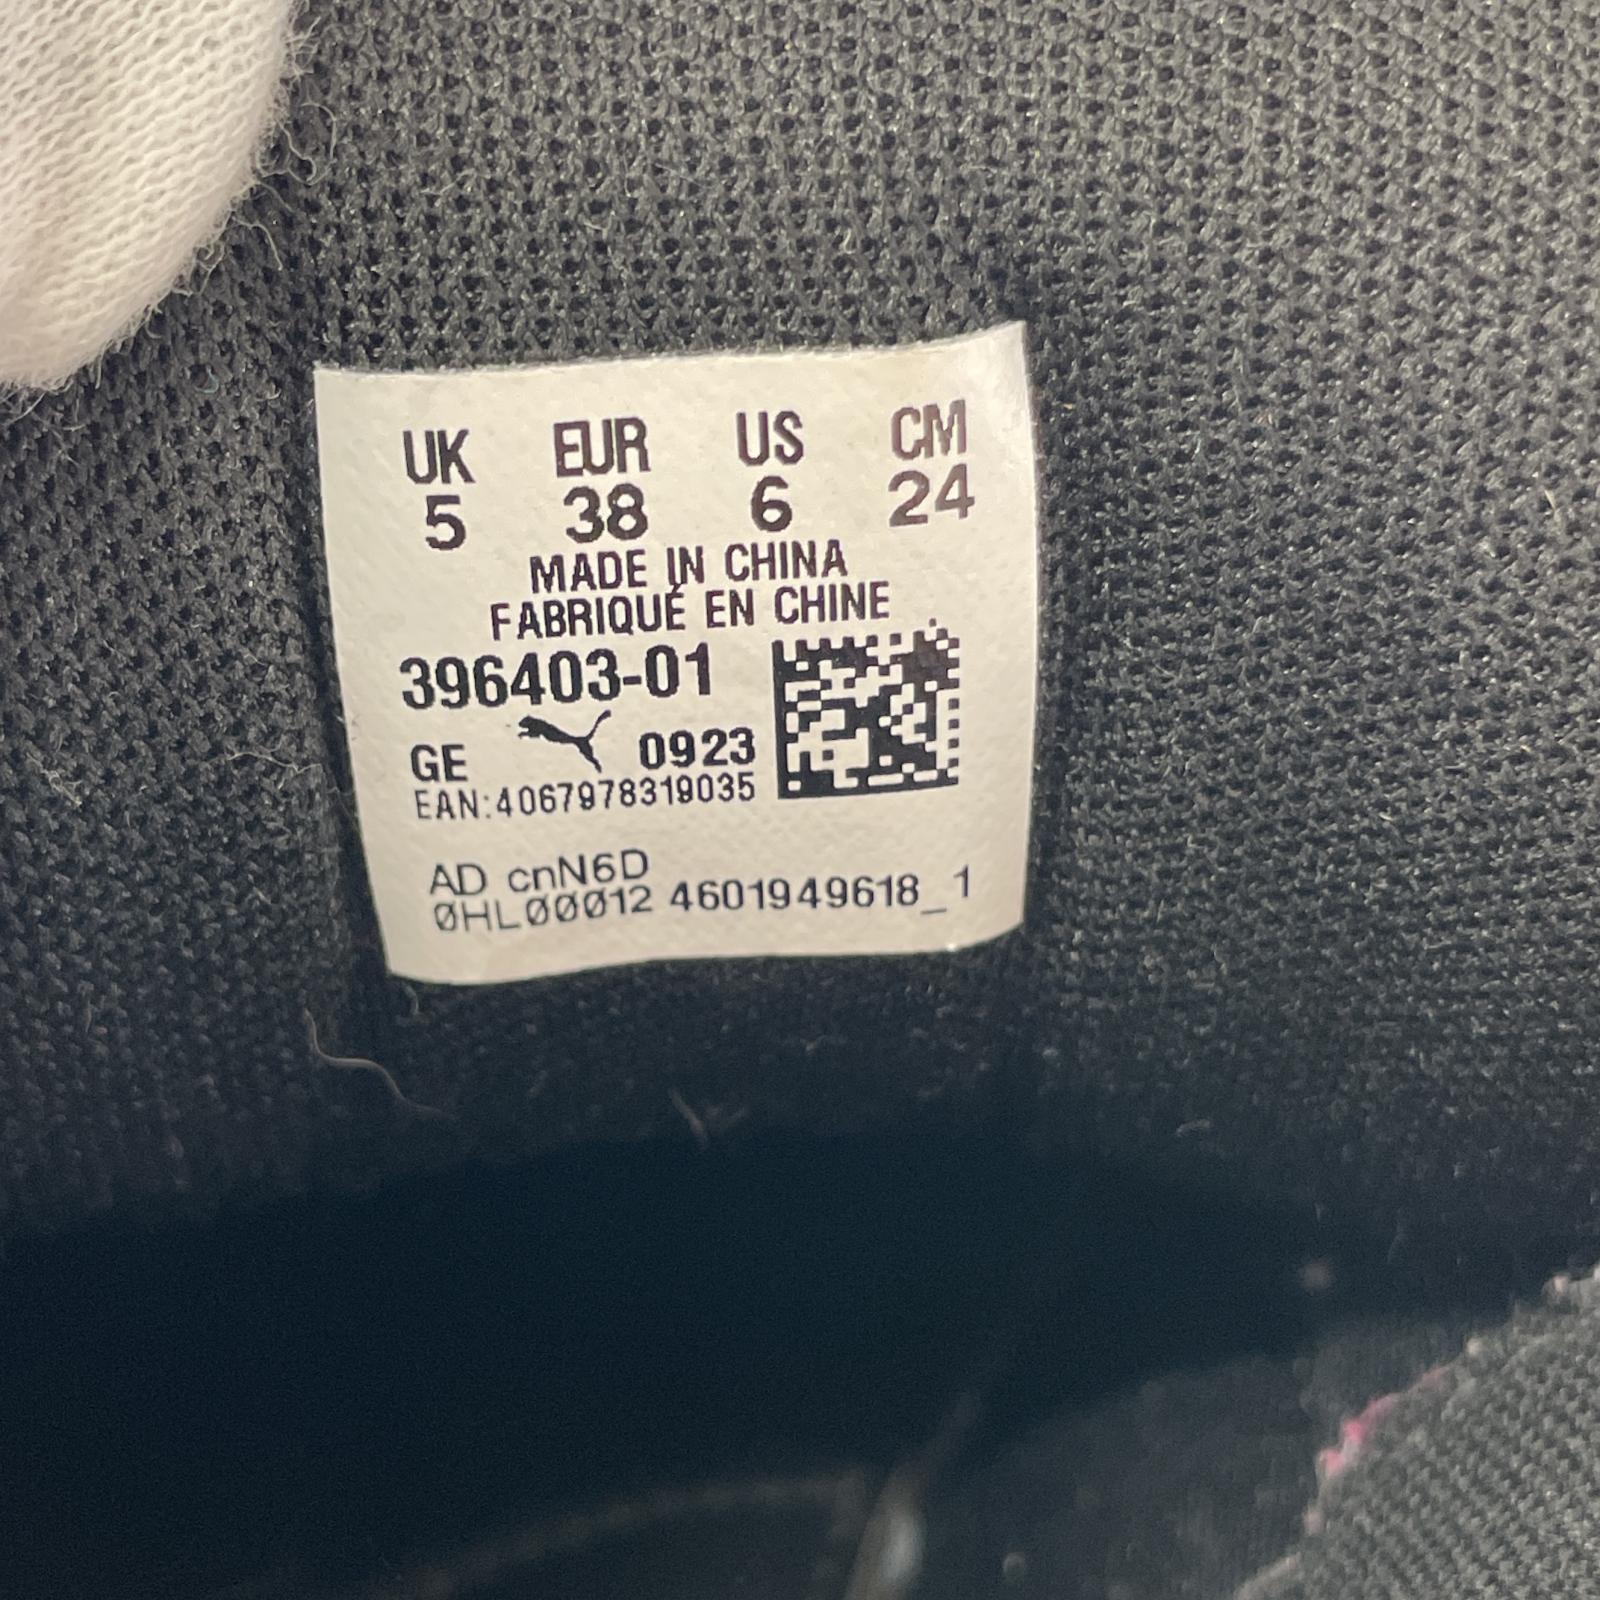 UK EUR US CM
5 38 6 24
MADE IN CHINA
FABRIQUÉ EN CHINE
396403-01
GE 0923
EAN:4067978319035
AD cnN6D
0HL00012 4601949618_1